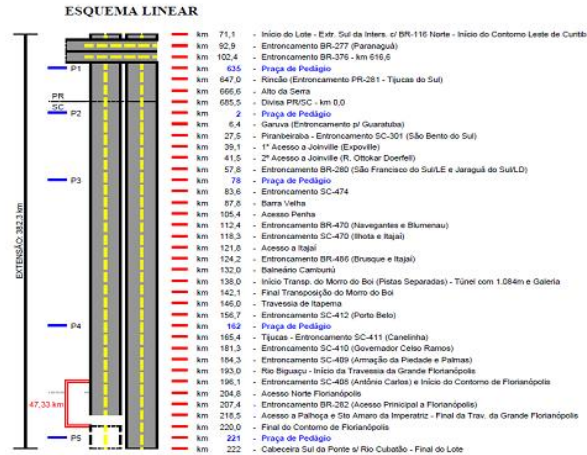 ESQUEMA LINEAR
km 71,1 - Início do Lote - Extr. Sul da Inters. c/ BR-116 Norte - Início do Contorno Leste de Curitib
km 92,9 - Entroncamento BR-277 (Paranaguá)
km 102,4 - Entroncamento BR-376 - km 616,6
P1 km 635 - Praça de Pedágio
km 647,0 - Rincão (Entroncamento PR-281 - Tijucas do Sul)
km 666,6 - Alto da Serra
PR
km 685,5 - Divisa PR/SC - km 0,0
SC
P2 km 2 - Praça de Pedágio
km 6,4 - Garuva (Entroncamento p/ Guaratuba)
km 27,5 - Piranbeiraba - Entroncamento SC-301 (São Bento do Sul)
km 39,1 - 1º Acesso a Joinville (Expoville)
km 41,5 - 2º Acesso a Joinville (R. Ottokar Doerfell)
km 57,8 - Entroncamento BR-280 (São Francisco do Sul/LE e Jaraguá do Sul/LD)
P3 km 78 - Praça de Pedágio
km 83,6 - Entroncamento SC-474
km 87,8 - Barra Velha
km 105,4 - Acesso Penha
km 112,4 - Entroncamento BR-470 (Navegantes e Blumenau)
km 118,3 - Entroncamento SC-470 (Ilhota e Itajaí)
EXTENSÃO: 382,3 km
km 121,8 - Acesso a Itajaí
km 124,2 - Entroncamento BR-486 (Brusque e Itajaí)
km 132,0 - Balneário Camburiú
km 138,0 - Início Transp. do Morro do Boi (Pistas Separadas) - Túnel com 1.084m e Galeria
km 142,1 - Final Transposição do Morro do Boi
km 146,0 - Travessia de Itapema
km 156,7 - Entroncamento SC-412 (Porto Belo)
P4 km 162 - Praça de Pedágio
km 165,4 - Tijucas - Entroncamento SC-411 (Canelinha)
km 181,3 - Entroncamento SC-410 (Governador Celso Ramos)
km 184,3 - Entroncamento SC-409 (Armação da Piedade e Palmas)
km 193,0 - Rio Biguaçu - Início da Travessia da Grande Florianópolis
km 196,1 - Entroncamento SC-408 (Antônio Carlos) e Início do Contorno de Florianópolis
47,33 km
km 204,8 - Acesso Norte Florianópolis
km 207,4 - Entroncamento BR-282 (Acesso Prinicipal a Florianópolis)
km 218,5 - Acesso a Palhoça e Sto Amaro da Imperatriz - Final da Trav. da Grande Florianópolis
km 220,0 - Final do Contorno de Florianópolis
P5 km 221 - Praça de Pedágio
km 222 - Cabeceira Sul da Ponte s/ Rio Cubatão - Final do Lote